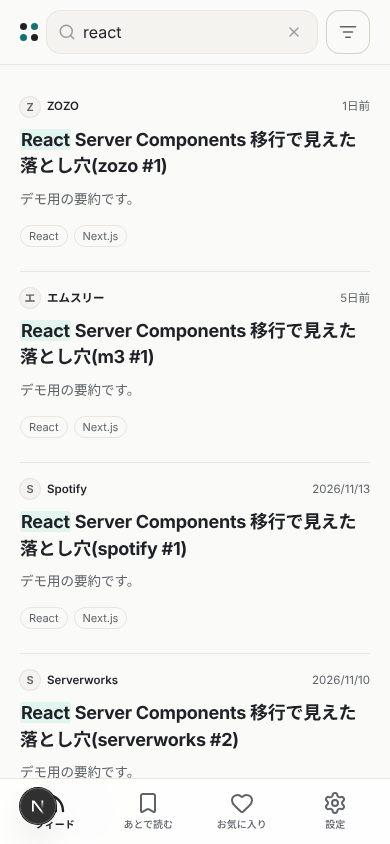 react
Z ZOZO 1日前
React Server Components 移行で見えた
落とし穴(zozo #1)
デモ用の要約です。
React Next.js
エ エムスリー 5日前
React Server Components 移行で見えた
落とし穴(m3 #1)
デモ用の要約です。
React Next.js
S Spotify 2026/11/13
React Server Components 移行で見えた
落とし穴(spotify #1)
デモ用の要約です。
React Next.js
S Serverworks 2026/11/10
React Server Components 移行で見えた
落とし穴(serverworks #2)
デモ用の要約です。
N
フィード あとで読む お気に入り 設定